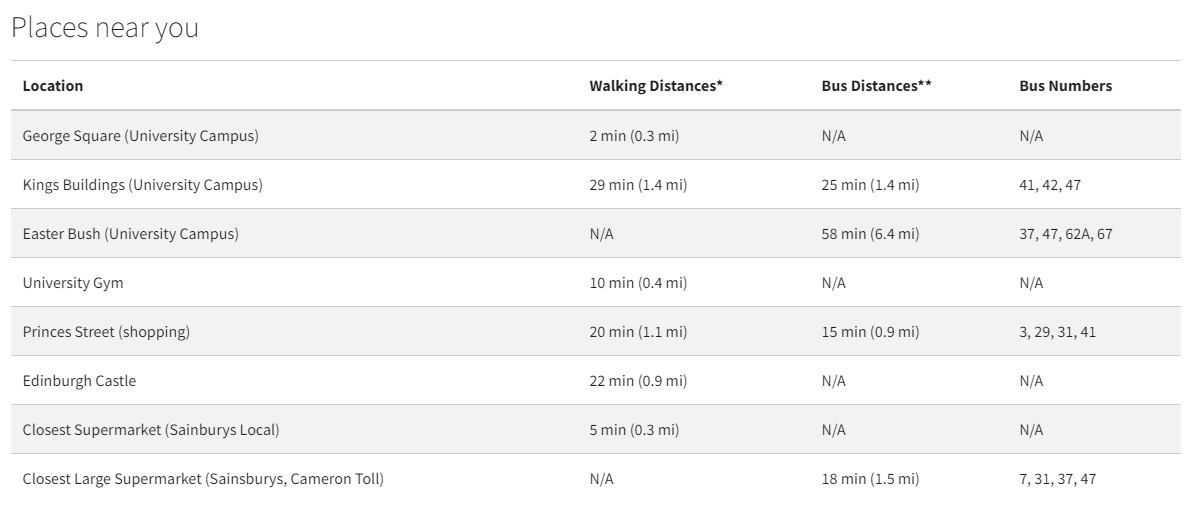 Places near you
Location Walking Distances* Bus Distances** Bus Numbers
George Square (University Campus) 2 min (0.3 mi) N/A N/A
Kings Buildings (University Campus) 29 min (1.4 mi) 25 min (1.4 mi) 41, 42, 47
Easter Bush (University Campus) N/A 58 min (6.4 mi) 37, 47, 62A, 67
University Gym 10 min (0.4 mi) N/A N/A
Princes Street (shopping) 20 min (1.1 mi) 15 min (0.9 mi) 3, 29, 31, 41
Edinburgh Castle 22 min (0.9 mi) N/A N/A
Closest Supermarket (Sainburys Local) 5 min (0.3 mi) N/A N/A
Closest Large Supermarket (Sainsburys, Cameron Toll) N/A 18 min (1.5 mi) 7, 31, 37, 47